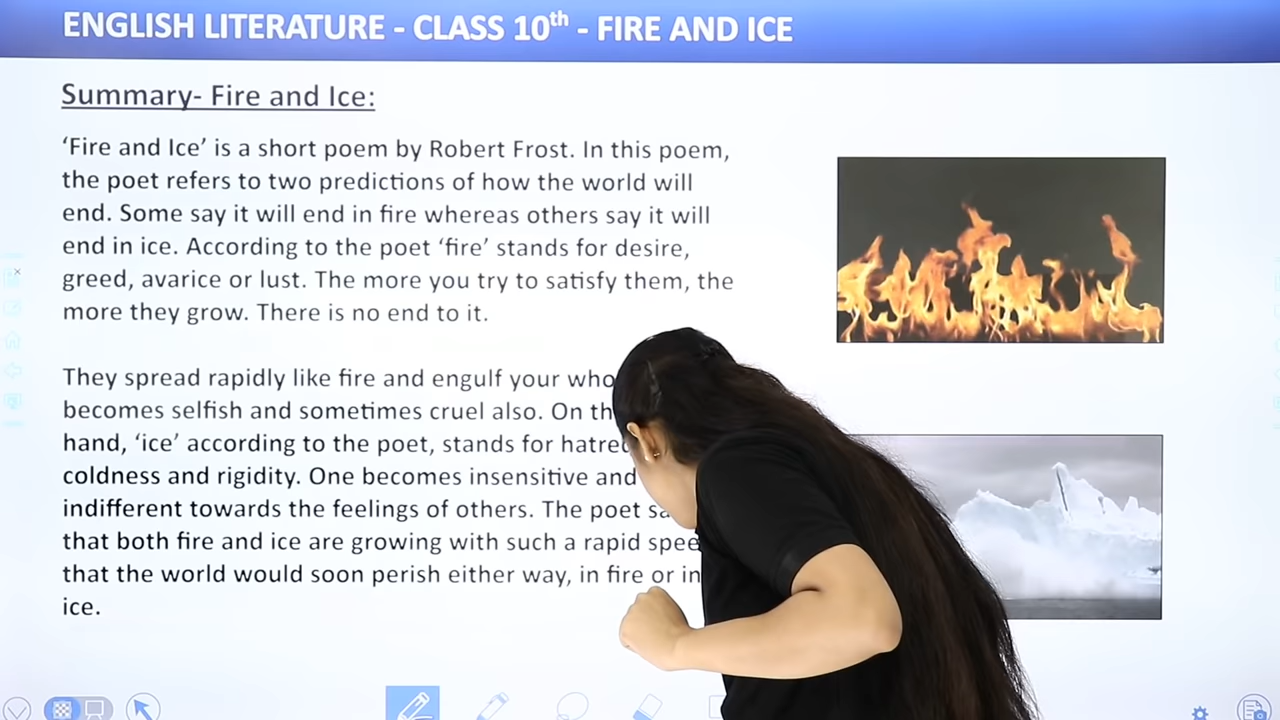 ENGLISH LITERATURE - CLASS 10th - FIRE AND ICE
Summary- Fire and Ice:
‘Fire and Ice’ is a short poem by Robert Frost. In this poem,
the poet refers to two predictions of how the world will
end. Some say it will end in fire whereas others say it will
end in ice. According to the poet ‘fire’ stands for desire,
greed, avarice or lust. The more you try to satisfy them, the
more they grow. There is no end to it.
They spread rapidly like fire and engulf your
becomes selfish and sometimes cruel also. On
hand, ‘ice’ according to the poet, stands for
coldness and rigidity. One becomes insensitive and
indifferent towards the feelings of others. The poet
that both fire and ice are growing with such a rapid
that the world would soon perish either way, in fire or in
ice.